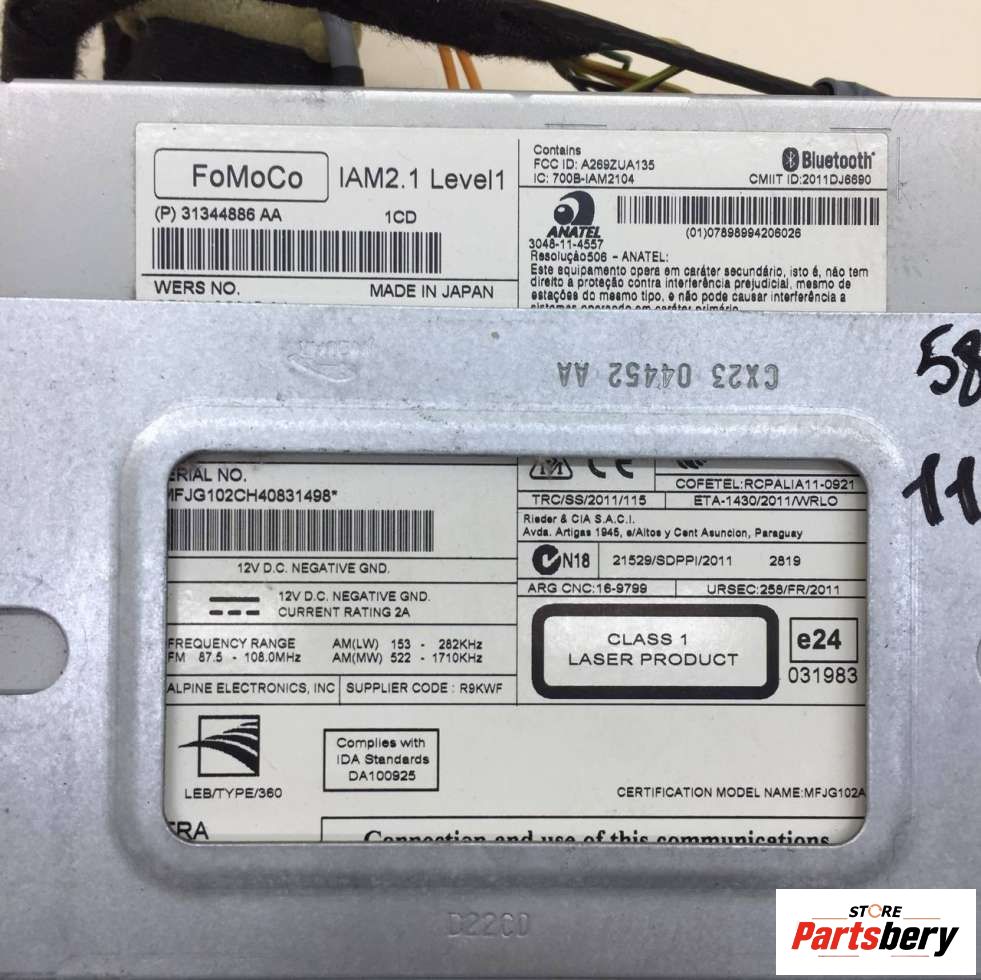 FoMoCo IAM2.1 Level1
(P) 31344886 AA 1CD
WERS NO. MADE IN JAPAN
Contains
FCC ID: A269ZUA135
IC: 700B-IAM2104
Bluetooth
CMIIT ID:2011DJ6690
ANATEL
(01)07898994206026
3048-11-4557
Resolução506 - ANATEL:
Este equipamento opera em caráter secundário, isto é, não tem
direito a proteção contra interferência prejudicial, mesmo de
estações do mesmo tipo, e não pode causar interferência a
sistemas operando em caráter primário.
58
11
CX23 04452 AA
ERIAL NO.
MFJG102CH40831498*
12V D.C. NEGATIVE GND.
12V D.C. NEGATIVE GND.
CURRENT RATING 2A
FREQUENCY RANGE AM(LW) 153 - 282KHz
FM 87.5 - 108.0MHz AM(MW) 522 - 1710KHz
ALPINE ELECTRONICS, INC SUPPLIER CODE : R9KWF
LEB/TYPE/360
Complies with
IDA Standards
DA100925
CE
COFETEL:RCPALIA11-0921
TRC/SS/2011/115 ETA-1430/2011/WRLO
Rieder & CIA S.A.C.I.
Avda. Artigas 1945, e/Altos y Cent Asuncion, Paraguay
N18 21529/SDPPI/2011 2819
ARG CNC:16-9799 URSEC:258/FR/2011
CLASS 1
LASER PRODUCT
e24
031983
CERTIFICATION MODEL NAME:MFJG102A
TRA
Connection and use of this communications
D22C0
STORE
Partsbery